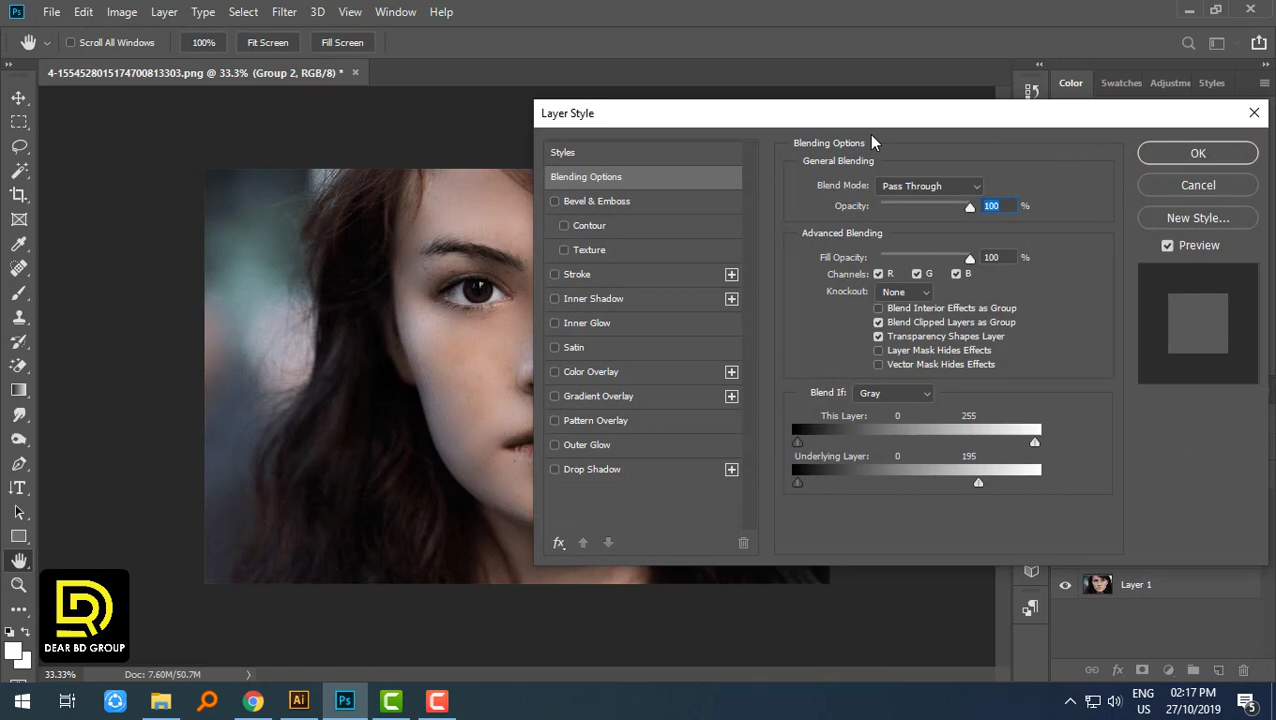 Ps File Edit Image Layer Type Select Filter 3D View Window Help
Scroll All Windows 100% Fit Screen Fill Screen
4-1554528015174700813303.png @ 33.3% (Group 2, RGB/8) *
Color Swatches Adjustme Styles
Layer Style
Styles
Blending Options
Bevel & Emboss
Contour
Texture
Stroke
Inner Shadow
Inner Glow
Satin
Color Overlay
Gradient Overlay
Pattern Overlay
Outer Glow
Drop Shadow
fx
Blending Options
General Blending
Blend Mode: Pass Through
Opacity: 100 %
Advanced Blending
Fill Opacity: 100 %
Channels: R G B
Knockout: None
Blend Interior Effects as Group
Blend Clipped Layers as Group
Transparency Shapes Layer
Layer Mask Hides Effects
Vector Mask Hides Effects
Blend If: Gray
This Layer: 0 255
Underlying Layer: 0 195
OK
Cancel
New Style...
Preview
Layer 1
fx
DEAR BD GROUP
33.33% Doc: 7.60M/50.7M
Ai Ps C C
ENG
US
02:17 PM
27/10/2019
5